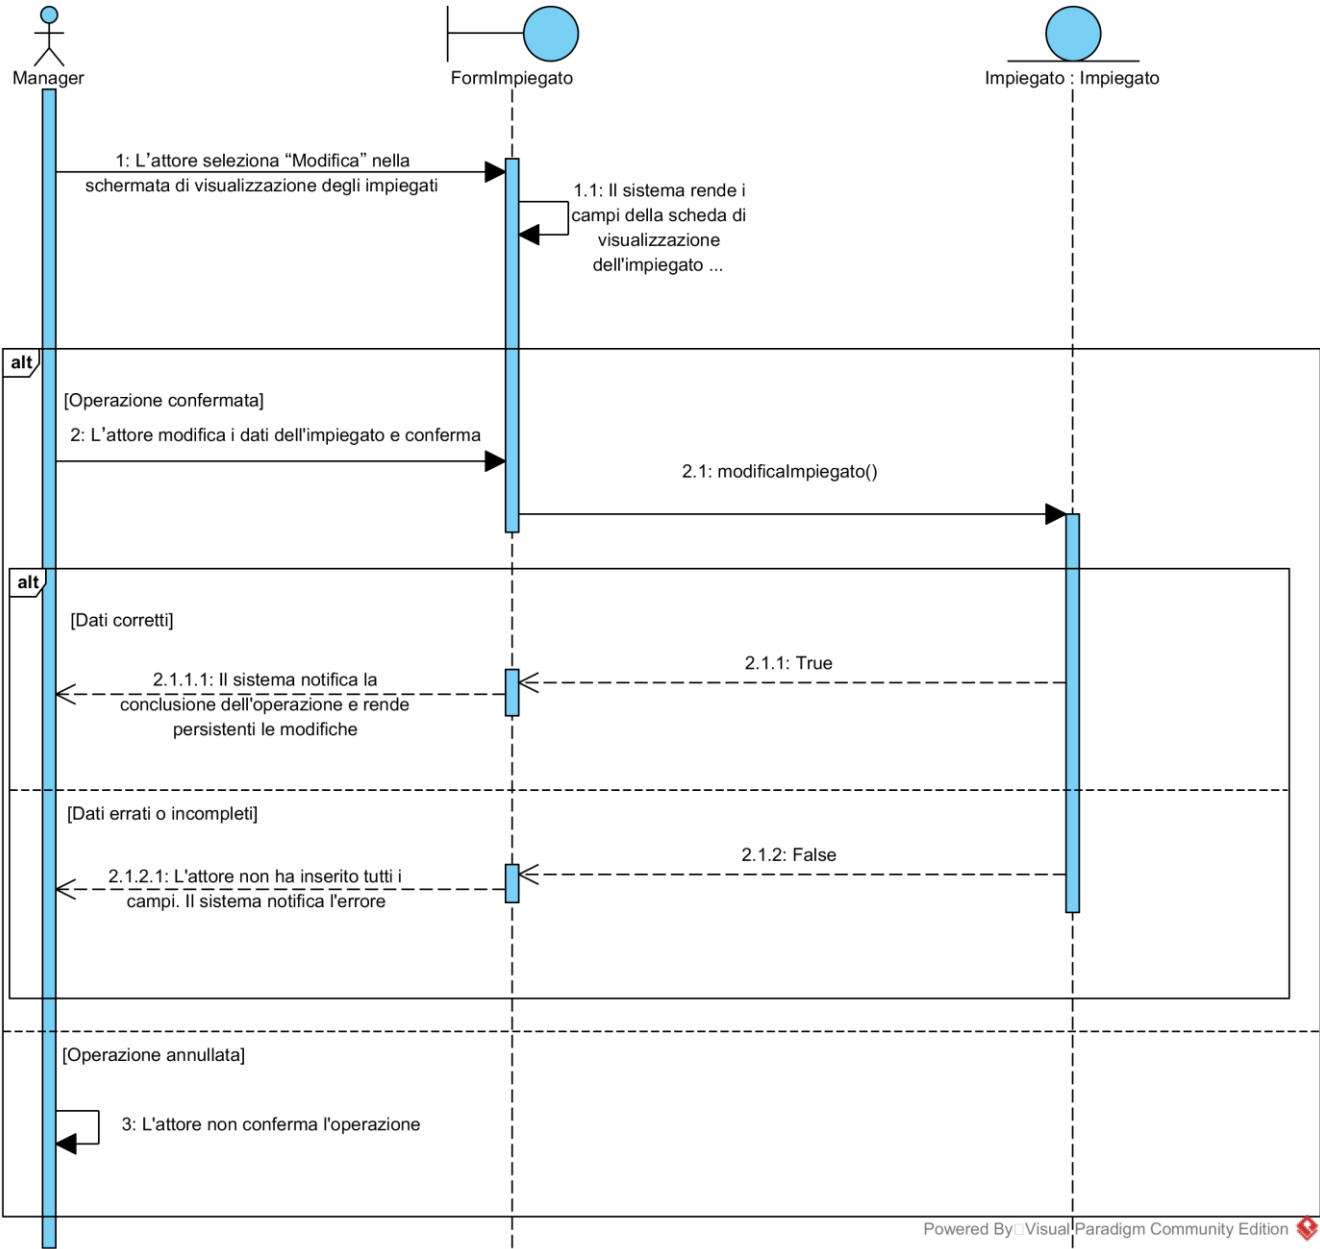 Manager
FormImpiegato
Impiegato : Impiegato
1: L'attore seleziona “Modifica” nella
schermata di visualizzazione degli impiegati
1.1: Il sistema rende i
campi della scheda di
visualizzazione
dell'impiegato ...
alt
[Operazione confermata]
2: L'attore modifica i dati dell'impiegato e conferma
2.1: modificaImpiegato()
alt
[Dati corretti]
2.1.1: True
2.1.1.1: Il sistema notifica la
conclusione dell'operazione e rende
persistenti le modifiche
[Dati errati o incompleti]
2.1.2: False
2.1.2.1: L'attore non ha inserito tutti i
campi. Il sistema notifica l'errore
[Operazione annullata]
3: L'attore non conferma l'operazione
Powered By Visual Paradigm Community Edition